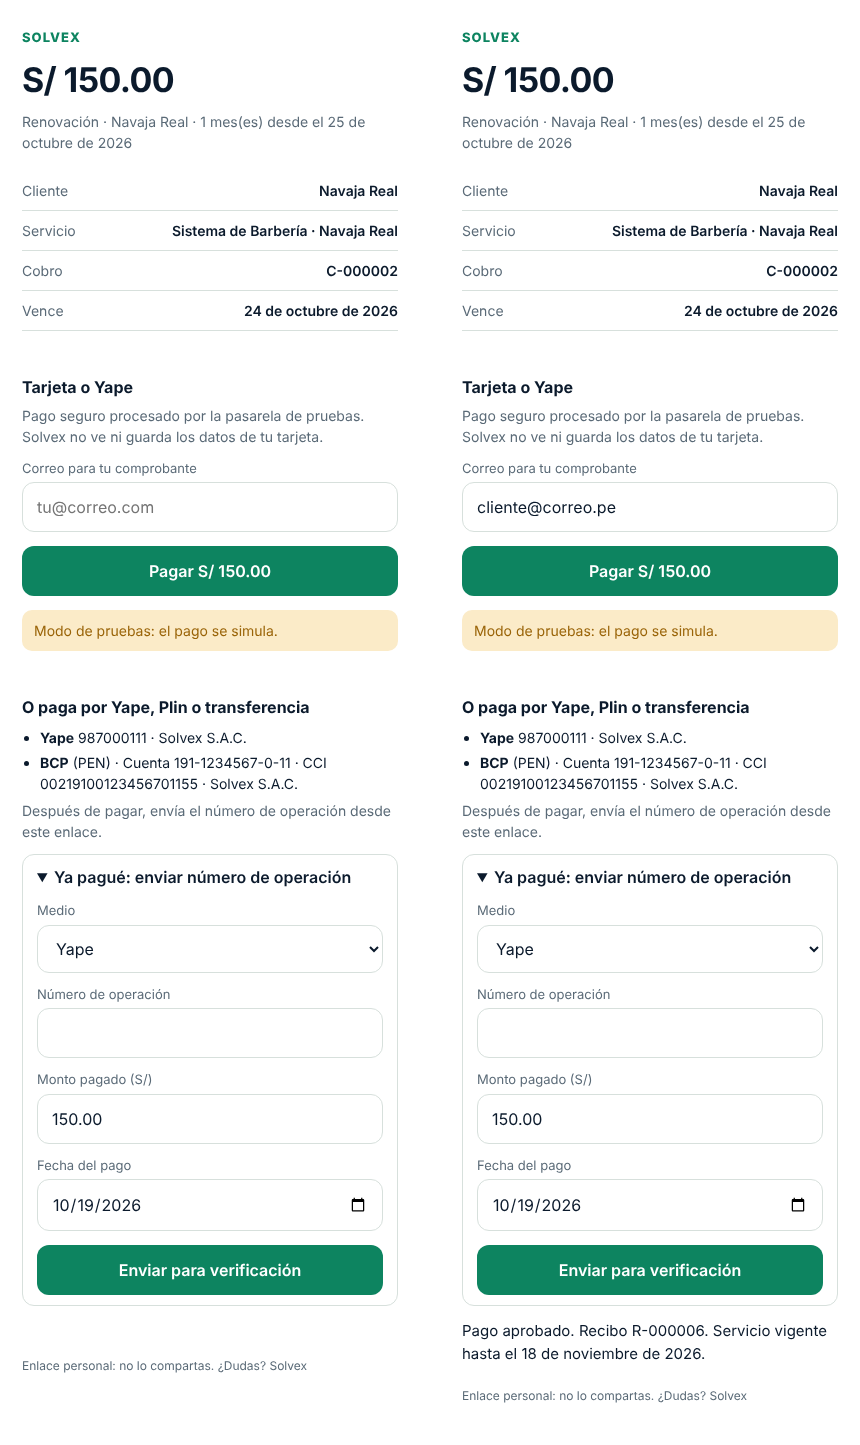 SOLVEX
S/ 150.00
Renovación · Navaja Real · 1 mes(es) desde el 25 de
octubre de 2026
Cliente Navaja Real
Servicio Sistema de Barbería · Navaja Real
Cobro C-000002
Vence 24 de octubre de 2026
Tarjeta o Yape
Pago seguro procesado por la pasarela de pruebas.
Solvex no ve ni guarda los datos de tu tarjeta.
Correo para tu comprobante
tu@correo.com
Pagar S/ 150.00
Modo de pruebas: el pago se simula.
O paga por Yape, Plin o transferencia
• Yape 987000111 · Solvex S.A.C.
• BCP (PEN) · Cuenta 191-1234567-0-11 · CCI
00219100123456701155 · Solvex S.A.C.
Después de pagar, envía el número de operación desde
este enlace.
▼ Ya pagué: enviar número de operación
Medio
Yape
Número de operación
Monto pagado (S/)
150.00
Fecha del pago
10/19/2026
Enviar para verificación
Enlace personal: no lo compartas. ¿Dudas? Solvex
SOLVEX
S/ 150.00
Renovación · Navaja Real · 1 mes(es) desde el 25 de
octubre de 2026
Cliente Navaja Real
Servicio Sistema de Barbería · Navaja Real
Cobro C-000002
Vence 24 de octubre de 2026
Tarjeta o Yape
Pago seguro procesado por la pasarela de pruebas.
Solvex no ve ni guarda los datos de tu tarjeta.
Correo para tu comprobante
cliente@correo.pe
Pagar S/ 150.00
Modo de pruebas: el pago se simula.
O paga por Yape, Plin o transferencia
• Yape 987000111 · Solvex S.A.C.
• BCP (PEN) · Cuenta 191-1234567-0-11 · CCI
00219100123456701155 · Solvex S.A.C.
Después de pagar, envía el número de operación desde
este enlace.
▼ Ya pagué: enviar número de operación
Medio
Yape
Número de operación
Monto pagado (S/)
150.00
Fecha del pago
10/19/2026
Enviar para verificación
Pago aprobado. Recibo R-000006. Servicio vigente
hasta el 18 de noviembre de 2026.
Enlace personal: no lo compartas. ¿Dudas? Solvex